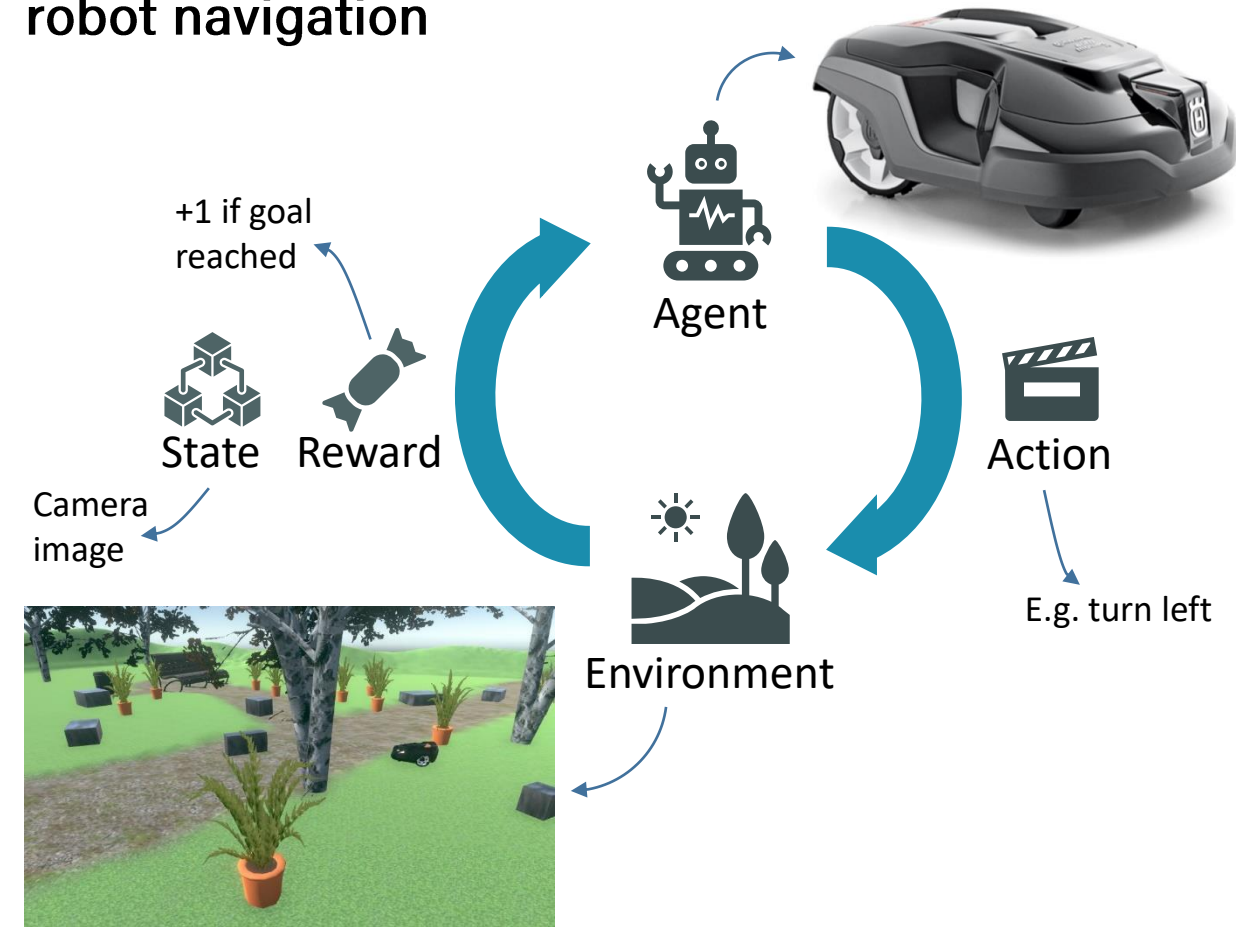 robot navigation
+1 if goal
reached
Agent
State
Reward
Action
Camera
image
E.g. turn left
Environment
H